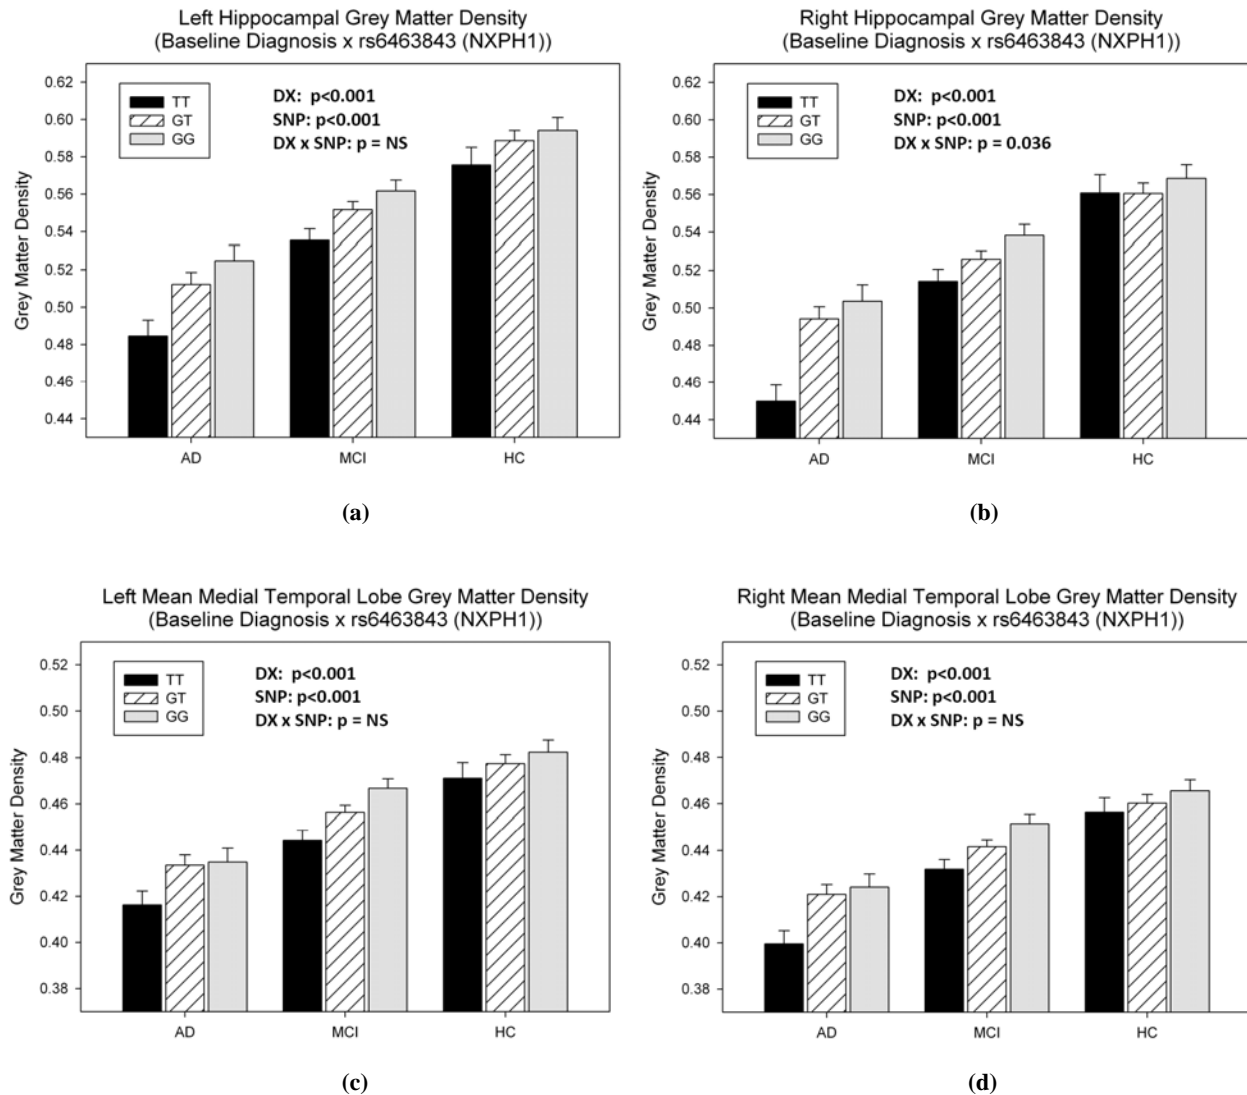 Left Hippocampal Grey Matter Density
(Baseline Diagnosis x rs6463843 (NXPH1))
Grey Matter Density
0.62
0.60
0.58
0.56
0.54
0.52
0.50
0.48
0.46
0.44
TT
GT
GG
DX: p<0.001
SNP: p<0.001
DX x SNP: p = NS
AD
MCI
HC
(a)
Right Hippocampal Grey Matter Density
(Baseline Diagnosis x rs6463843 (NXPH1))
Grey Matter Density
0.62
0.60
0.58
0.56
0.54
0.52
0.50
0.48
0.46
0.44
TT
GT
GG
DX: p<0.001
SNP: p<0.001
DX x SNP: p = 0.036
AD
MCI
HC
(b)
Left Mean Medial Temporal Lobe Grey Matter Density
(Baseline Diagnosis x rs6463843 (NXPH1))
Grey Matter Density
0.52
0.50
0.48
0.46
0.44
0.42
0.40
0.38
TT
GT
GG
DX: p<0.001
SNP: p<0.001
DX x SNP: p = NS
AD
MCI
HC
(c)
Right Mean Medial Temporal Lobe Grey Matter Density
(Baseline Diagnosis x rs6463843 (NXPH1))
Grey Matter Density
0.52
0.50
0.48
0.46
0.44
0.42
0.40
0.38
TT
GT
GG
DX: p<0.001
SNP: p<0.001
DX x SNP: p = NS
AD
MCI
HC
(d)